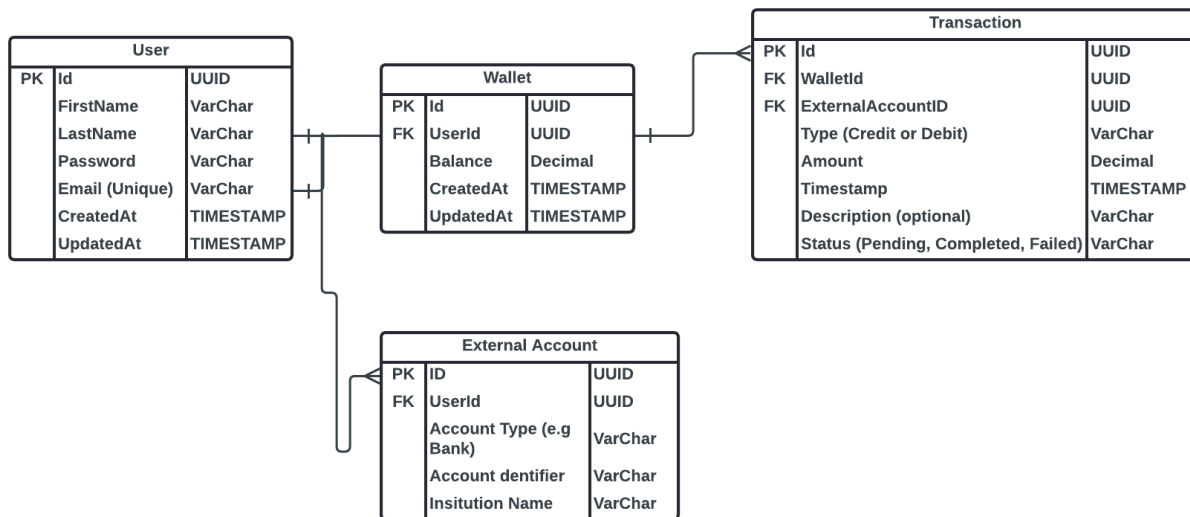 User
PK Id UUID
FirstName VarChar
LastName VarChar
Password VarChar
Email (Unique) VarChar
CreatedAt TIMESTAMP
UpdatedAt TIMESTAMP
Wallet
PK Id UUID
FK UserId UUID
Balance Decimal
CreatedAt TIMESTAMP
UpdatedAt TIMESTAMP
Transaction
PK Id UUID
FK WalletId UUID
FK ExternalAccountID UUID
Type (Credit or Debit) VarChar
Amount Decimal
Timestamp TIMESTAMP
Description (optional) VarChar
Status (Pending, Completed, Failed) VarChar
External Account
PK ID UUID
FK UserId UUID
Account Type (e.g
Bank) VarChar
Account dentifier VarChar
Insitution Name VarChar